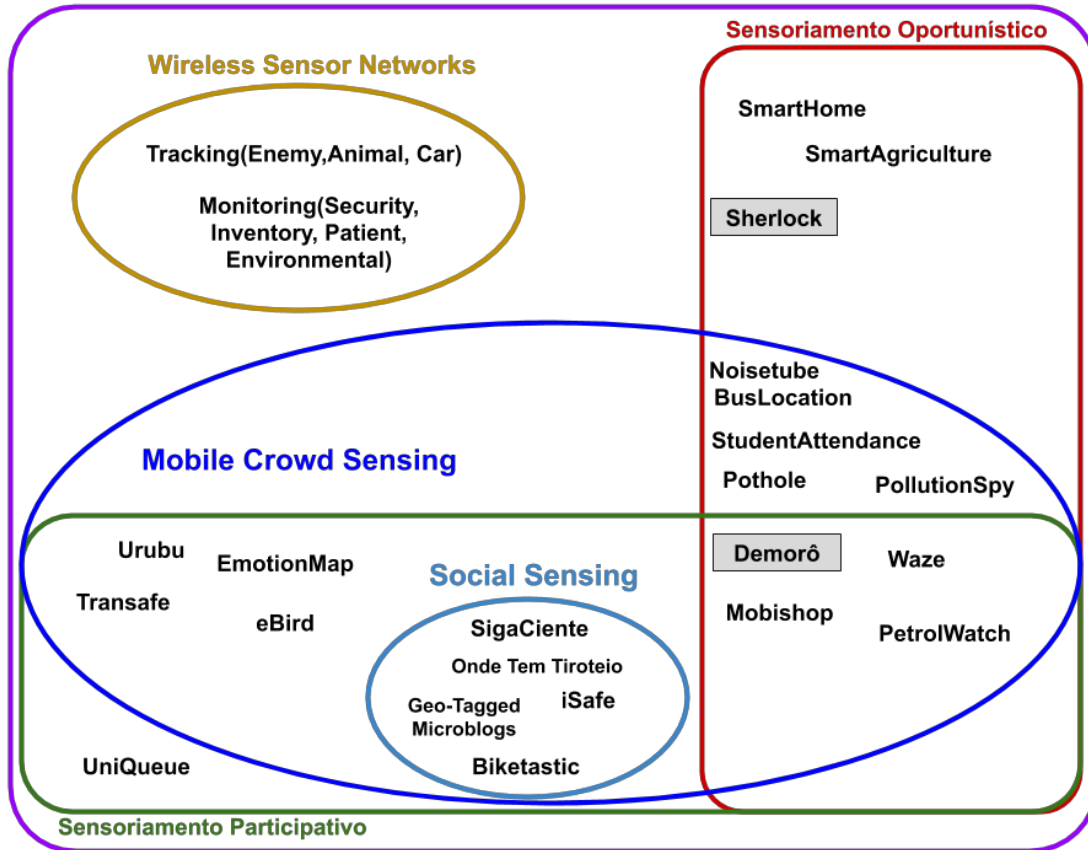 Sensoriamento Oportunístico
Wireless Sensor Networks
SmartHome
Tracking(Enemy,Animal, Car)
SmartAgriculture
Monitoring(Security,
Inventory, Patient,
Environmental)
Sherlock
Noisetube
BusLocation
StudentAttendance
Mobile Crowd Sensing
Pothole
PollutionSpy
Urubu
EmotionMap
Demorô
Waze
Social Sensing
Transafe
eBird
SigaCiente
Mobishop
PetrolWatch
Onde Tem Tiroteio
Geo-Tagged
Microblogs
iSafe
UniQueue
Biketastic
Sensoriamento Participativo